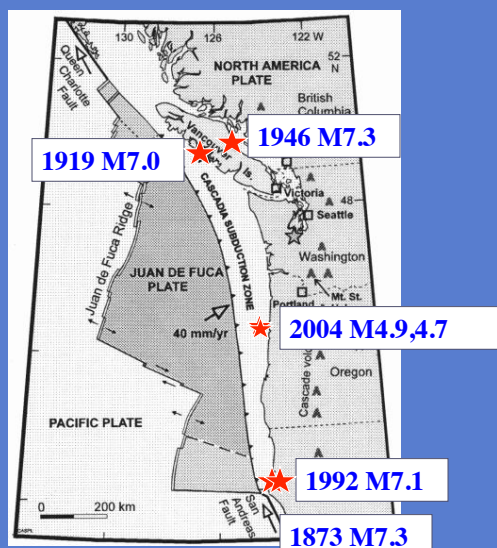 130
126
122 W
52
N
NORTH AMERICA
PLATE
Queen
Charlotte
Fault
British
Columbia
1946 M7.3
1919 M7.0
Vancouver
Is.
Victoria
48
Seattle
CASCADIA SUBDUCTION ZONE
Juan de Fuca Ridge
JUAN DE FUCA
PLATE
Washington
Mt. St.
Portland
40 mm/yr
2004 M4.9,4.7
Cascade
Oregon
PACIFIC PLATE
1992 M7.1
0 200 km
San
Andreas
Fault
1873 M7.3